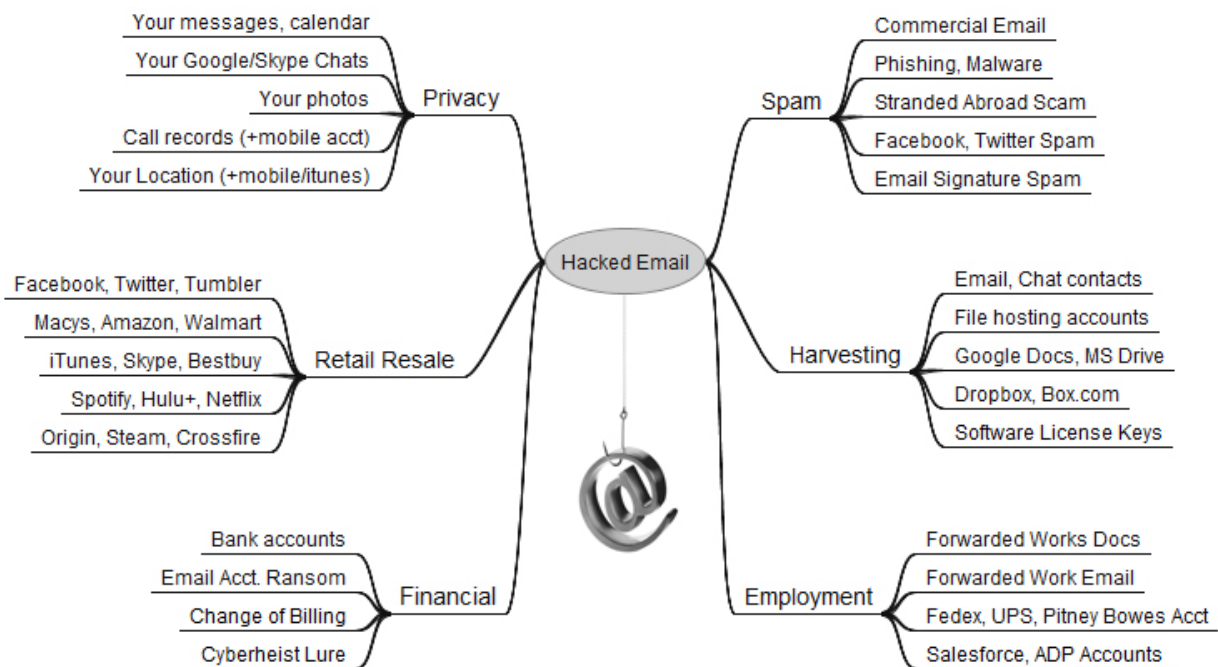 Hacked Email
Privacy
Your messages, calendar
Your Google/Skype Chats
Your photos
Call records (+mobile acct)
Your Location (+mobile/itunes)
Retail Resale
Facebook, Twitter, Tumbler
Macys, Amazon, Walmart
iTunes, Skype, Bestbuy
Spotify, Hulu+, Netflix
Origin, Steam, Crossfire
Financial
Bank accounts
Email Acct. Ransom
Change of Billing
Cyberheist Lure
Spam
Commercial Email
Phishing, Malware
Stranded Abroad Scam
Facebook, Twitter Spam
Email Signature Spam
Harvesting
Email, Chat contacts
File hosting accounts
Google Docs, MS Drive
Dropbox, Box.com
Software License Keys
Employment
Forwarded Works Docs
Forwarded Work Email
Fedex, UPS, Pitney Bowes Acct
Salesforce, ADP Accounts
@